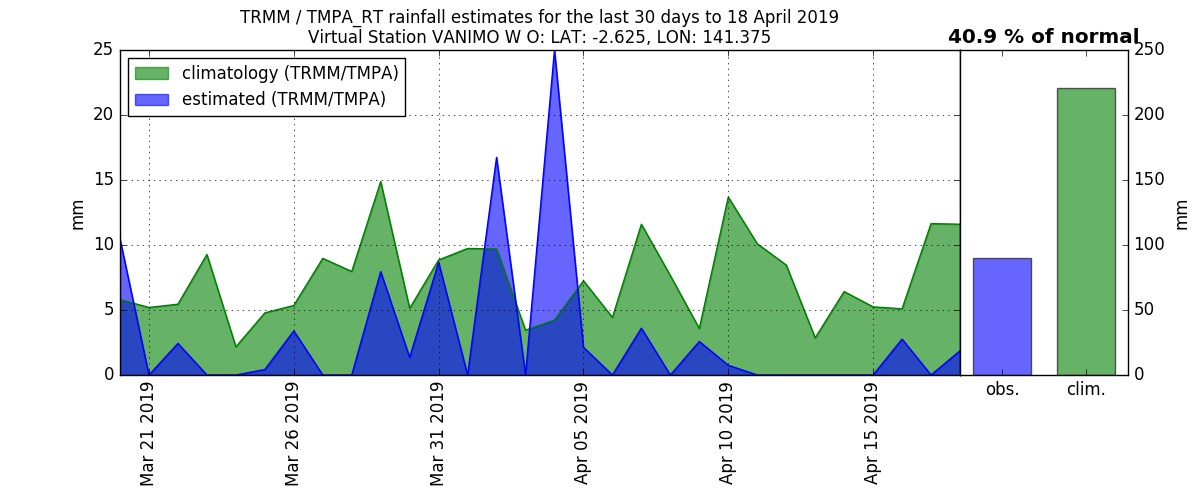 TRMM / TMPA_RT rainfall estimates for the last 30 days to 18 April 2019
Virtual Station VANIMO W O: LAT: -2.625, LON: 141.375
40.9 % of normal
climatology (TRMM/TMPA)
estimated (TRMM/TMPA)
25
20
15
10
5
0
mm
Mar 21 2019
Mar 26 2019
Mar 31 2019
Apr 05 2019
Apr 10 2019
Apr 15 2019
obs.
clim.
250
200
150
100
50
0
mm